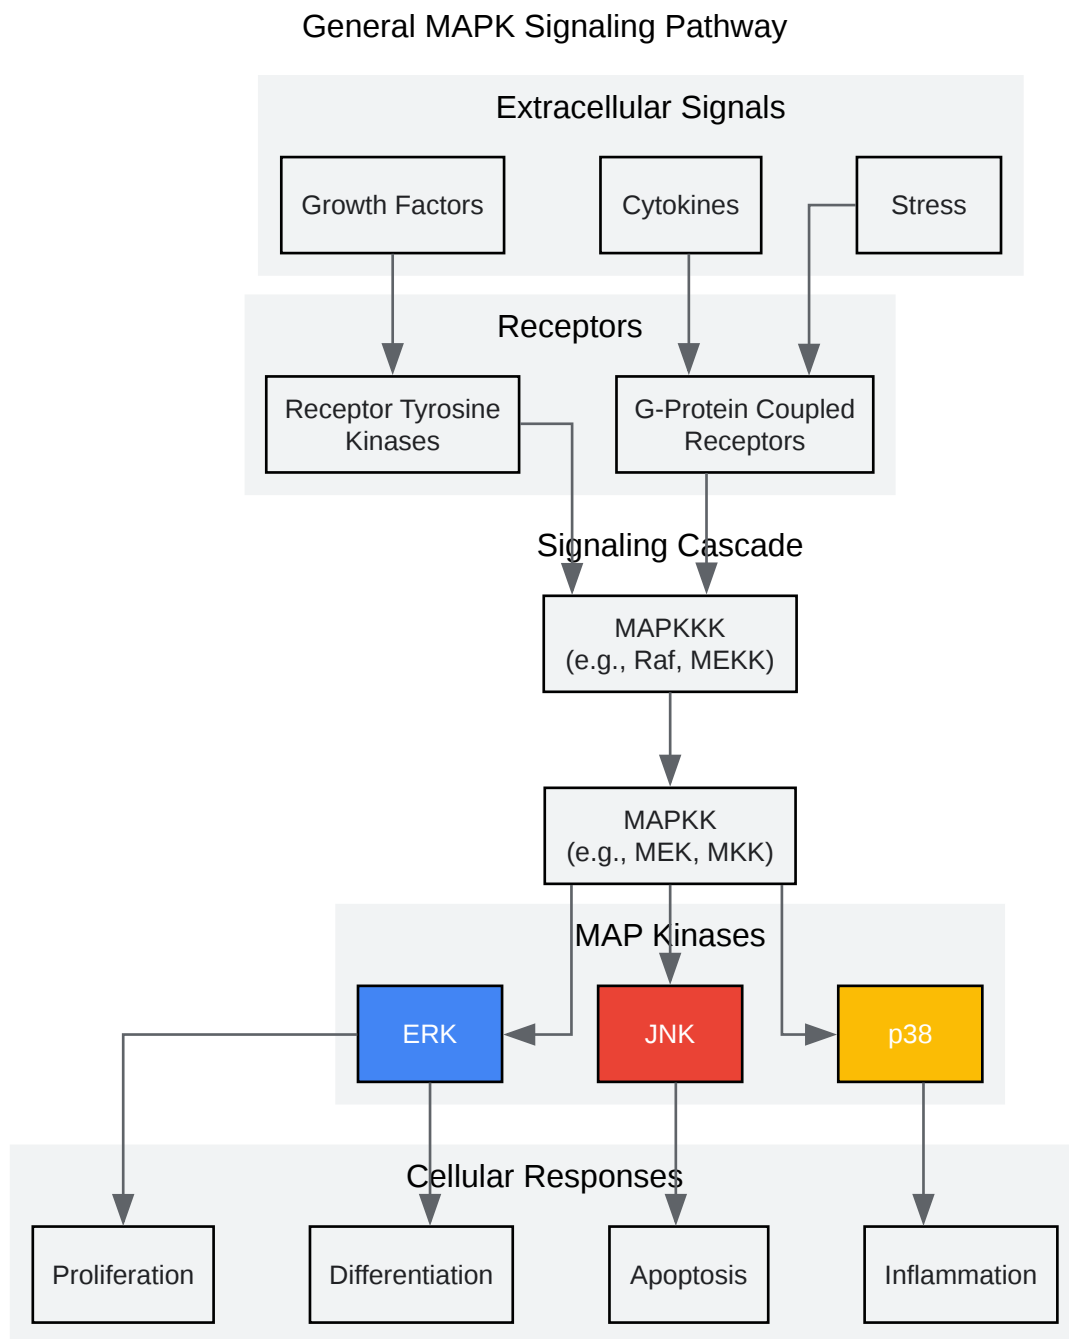 General MAPK Signaling Pathway
Extracellular Signals
Growth Factors
Cytokines
Stress
Receptors
Receptor Tyrosine
Kinases
G-Protein Coupled
Receptors
Signaling Cascade
MAPKKK
(e.g., Raf, MEKK)
MAPKK
(e.g., MEK, MKK)
MAP Kinases
ERK
JNK
p38
Cellular Responses
Proliferation
Differentiation
Apoptosis
Inflammation